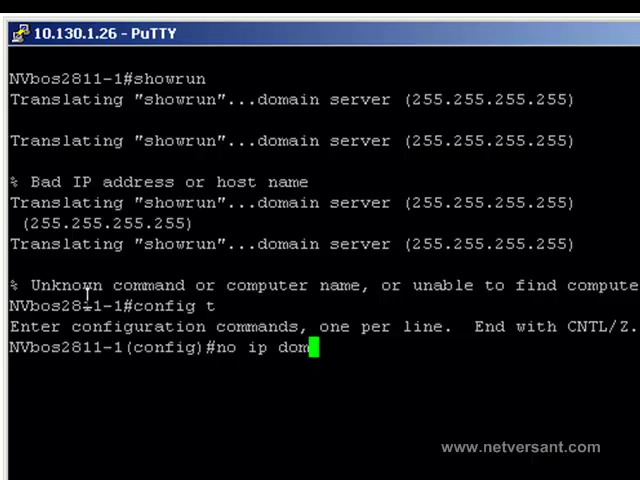 10.130.1.26 - PuTTY
NVbos2811-1#showrun
Translating "showrun"...domain server (255.255.255.255)
Translating "showrun"...domain server (255.255.255.255)
% Bad IP address or host name
Translating "showrun"...domain server (255.255.255.255)
(255.255.255.255)
Translating "showrun"...domain server (255.255.255.255)
% Unknown command or computer name, or unable to find compute
NVbos2811-1#config t
Enter configuration commands, one per line.  End with CNTL/Z.
NVbos2811-1(config)#no ip dom
www.netversant.com